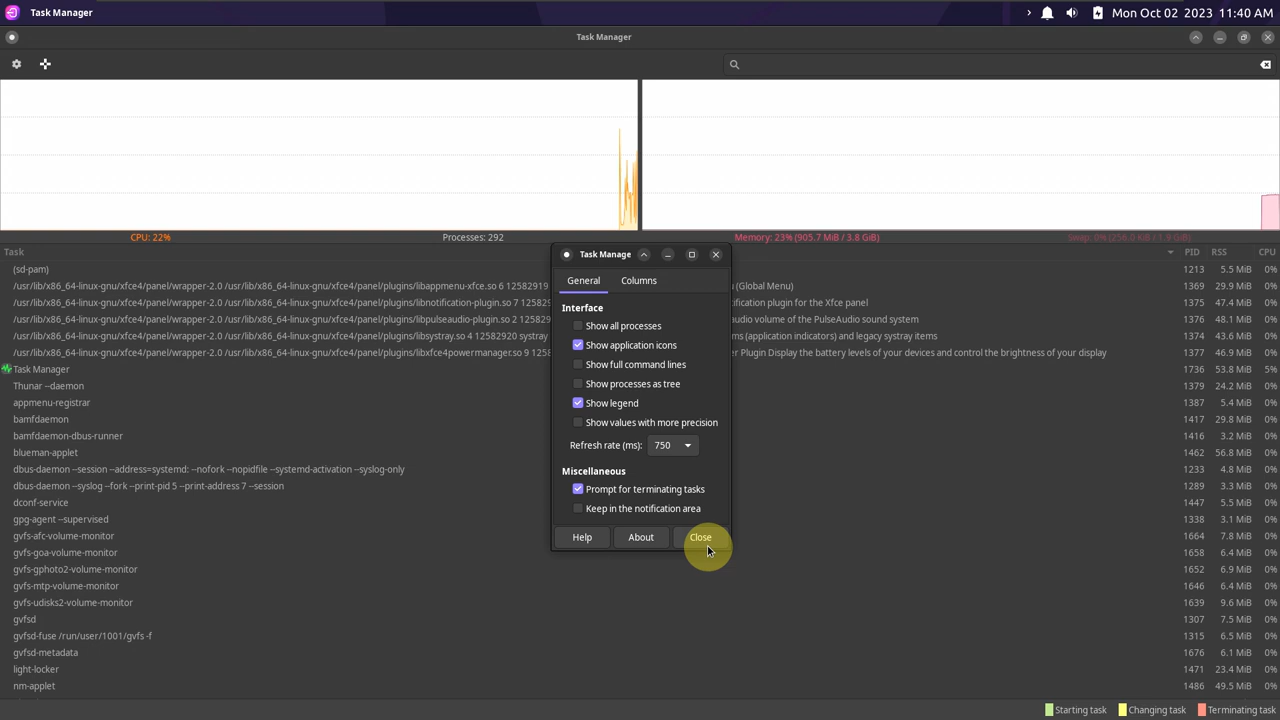 Task Manager
Mon Oct 02 2023 11:40 AM
Task Manager
CPU: 22%
Processes: 292
Memory: 23% (905.7 MiB / 3.8 GiB)
Swap: 0% (256.0 KiB / 1.9 GiB)
Task PID RSS CPU
(sd-pam) 1213 5.5 MiB 0%
/usr/lib/x86_64-linux-gnu/xfce4/panel/wrapper-2.0 /usr/lib/x86_64-linux-gnu/xfce4/panel/plugins/libappmenu-xfce.so 6 12582919 u (Global Menu) 1369 29.9 MiB 0%
/usr/lib/x86_64-linux-gnu/xfce4/panel/wrapper-2.0 /usr/lib/x86_64-linux-gnu/xfce4/panel/plugins/libnotification-plugin.so 7 1258292 ification plugin for the Xfce panel 1375 47.4 MiB 0%
/usr/lib/x86_64-linux-gnu/xfce4/panel/wrapper-2.0 /usr/lib/x86_64-linux-gnu/xfce4/panel/plugins/libpulseaudio-plugin.so 2 125829 audio volume of the PulseAudio sound system 1376 48.1 MiB 0%
/usr/lib/x86_64-linux-gnu/xfce4/panel/wrapper-2.0 /usr/lib/x86_64-linux-gnu/xfce4/panel/plugins/libsystray.so 4 12582920 systray ms (application indicators) and legacy systray items 1374 43.6 MiB 0%
/usr/lib/x86_64-linux-gnu/xfce4/panel/wrapper-2.0 /usr/lib/x86_64-linux-gnu/xfce4/panel/plugins/libxfce4powermanager.so 9 1258 er Plugin Display the battery levels of your devices and control the brightness of your display 1377 46.9 MiB 0%
Task Manager 1736 53.8 MiB 5%
Thunar --daemon 1379 24.2 MiB 0%
appmenu-registrar 1387 5.4 MiB 0%
bamfdaemon 1417 29.8 MiB 0%
bamfdaemon-dbus-runner 1416 3.2 MiB 0%
blueman-applet 1462 56.8 MiB 0%
dbus-daemon --session --address=systemd: --nofork --nopidfile --systemd-activation --syslog-only 1233 4.8 MiB 0%
dbus-daemon --syslog --fork --print-pid 5 --print-address 7 --session 1289 3.3 MiB 0%
dconf-service 1447 5.5 MiB 0%
gpg-agent --supervised 1338 3.1 MiB 0%
gvfs-afc-volume-monitor 1664 7.8 MiB 0%
gvfs-goa-volume-monitor 1658 6.4 MiB 0%
gvfs-gphoto2-volume-monitor 1652 6.9 MiB 0%
gvfs-mtp-volume-monitor 1646 6.4 MiB 0%
gvfs-udisks2-volume-monitor 1639 9.6 MiB 0%
gvfsd 1307 7.5 MiB 0%
gvfsd-fuse /run/user/1001/gvfs -f 1315 6.5 MiB 0%
gvfsd-metadata 1676 6.1 MiB 0%
light-locker 1471 23.4 MiB 0%
nm-applet 1486 49.5 MiB 0%
Starting task Changing task Terminating task
Task Manage
General Columns
Interface
Show all processes
Show application icons
Show full command lines
Show processes as tree
Show legend
Show values with more precision
Refresh rate (ms): 750
Miscellaneous
Prompt for terminating tasks
Keep in the notification area
Help About Close